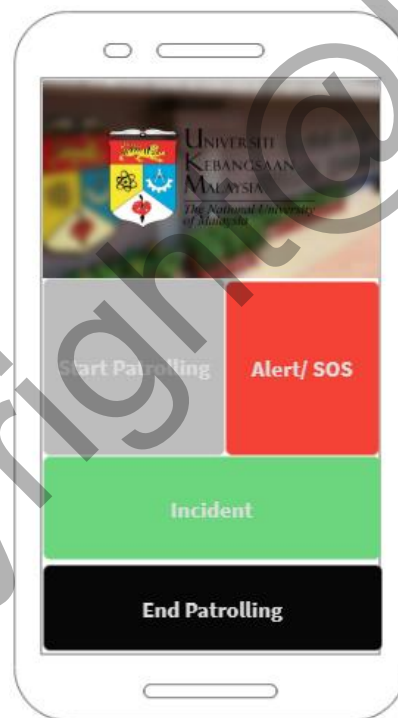 UNIVERSITI
KEBANGSAAN
MALAYSIA
The National University
of Malaysia
Start Patrolling
Alert/ SOS
Incident
End Patrolling